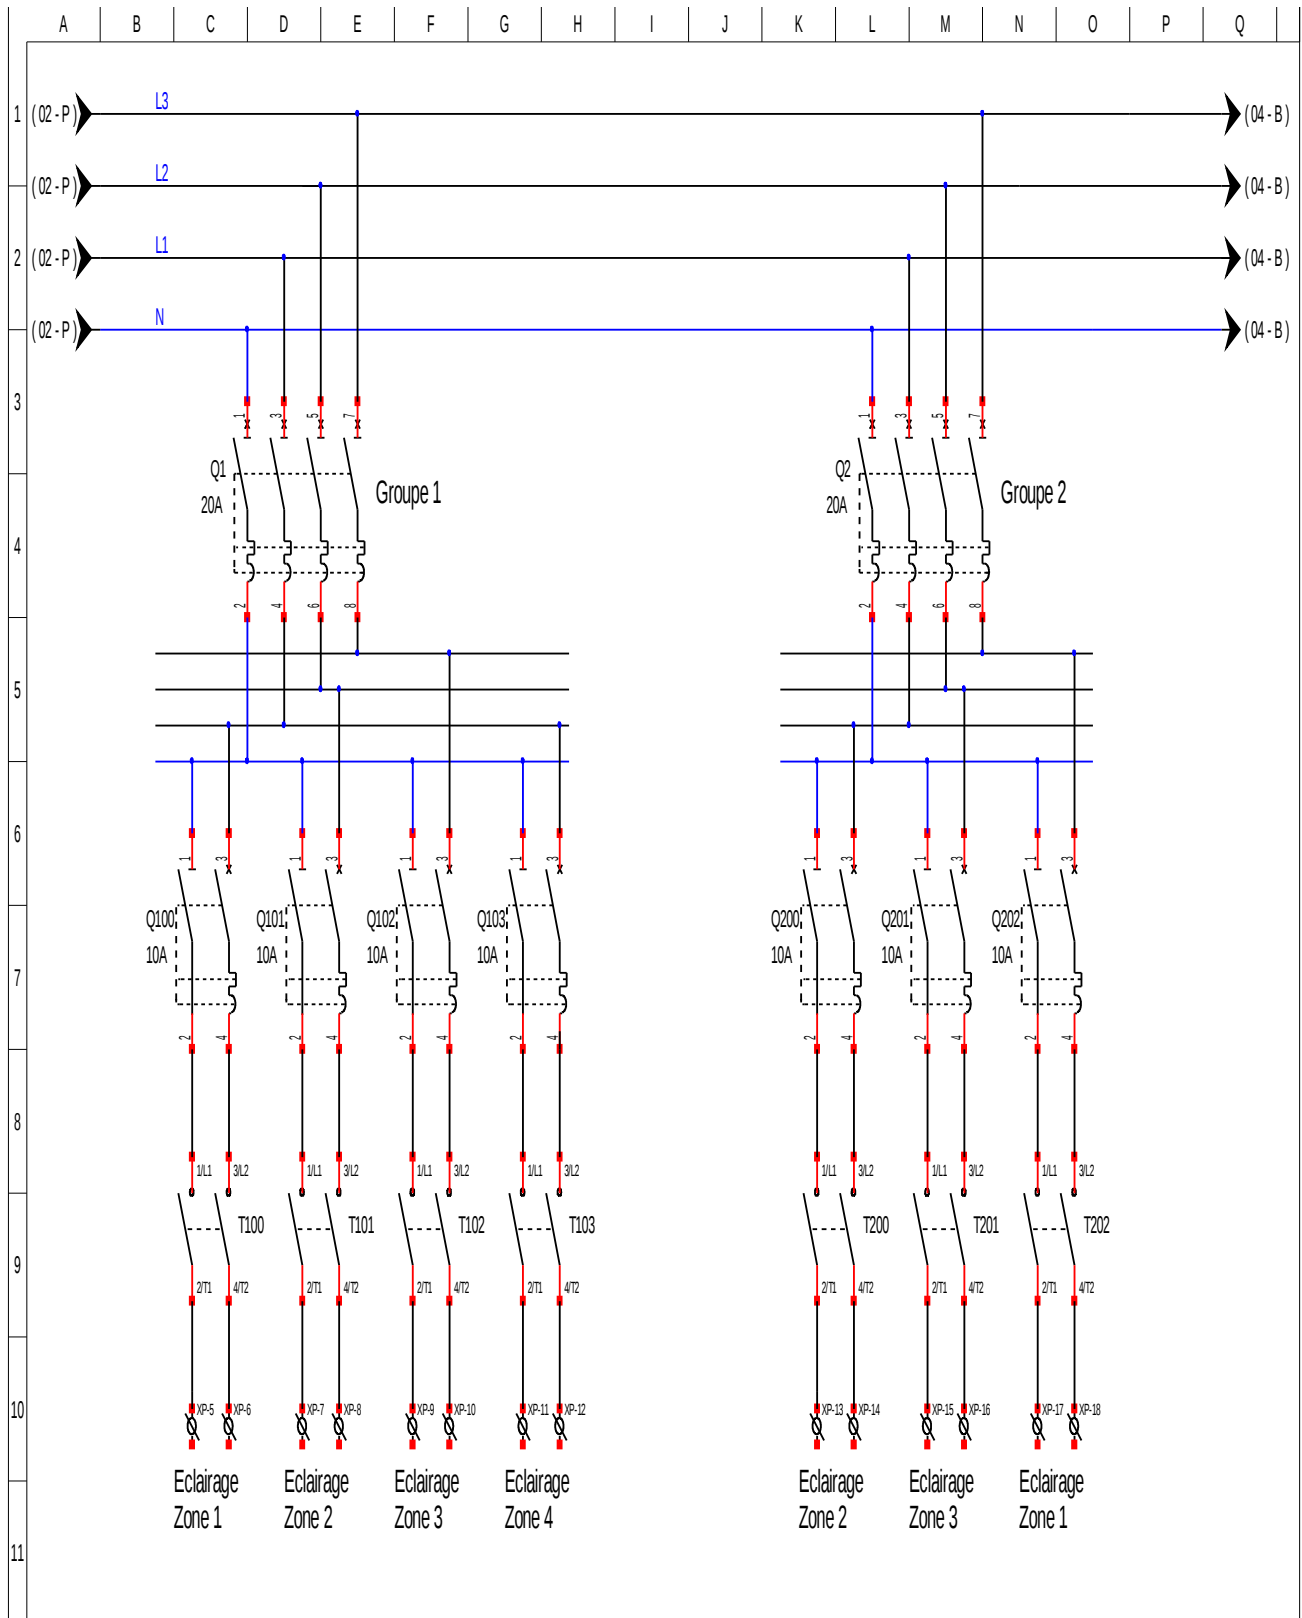 A B C D E F G H I J K L M N O P Q
L3
1 ( 02 - P ) ( 04 - B )
L2
( 02 - P ) ( 04 - B )
L1
2 ( 02 - P ) ( 04 - B )
N
( 02 - P ) ( 04 - B )
3
1 3 5 7 1 3 5 7
Q1 Q2
Groupe 1 Groupe 2
20A 20A
4
2 4 6 8 2 4 6 8
5
6
1 3 1 3 1 3 1 3 1 3 1 3 1 3
Q100 Q101 Q102 Q103 Q200 Q201 Q202
10A 10A 10A 10A 10A 10A 10A
7
2 4 2 4 2 4 2 4 2 4 2 4 2 4
8
1/L1 3/L2 1/L1 3/L2 1/L1 3/L2 1/L1 3/L2 1/L1 3/L2 1/L1 3/L2 1/L1 3/L2
T100 T101 T102 T103 T200 T201 T202
9
2/T1 4/T2 2/T1 4/T2 2/T1 4/T2 2/T1 4/T2 2/T1 4/T2 2/T1 4/T2 2/T1 4/T2
10 XP-5 XP-6 XP-7 XP-8 XP-9 XP-10 XP-11 XP-12 XP-13 XP-14 XP-15 XP-16 XP-17 XP-18
Eclairage Eclairage Eclairage Eclairage Eclairage Eclairage Eclairage
Zone 1 Zone 2 Zone 3 Zone 4 Zone 2 Zone 3 Zone 1
11